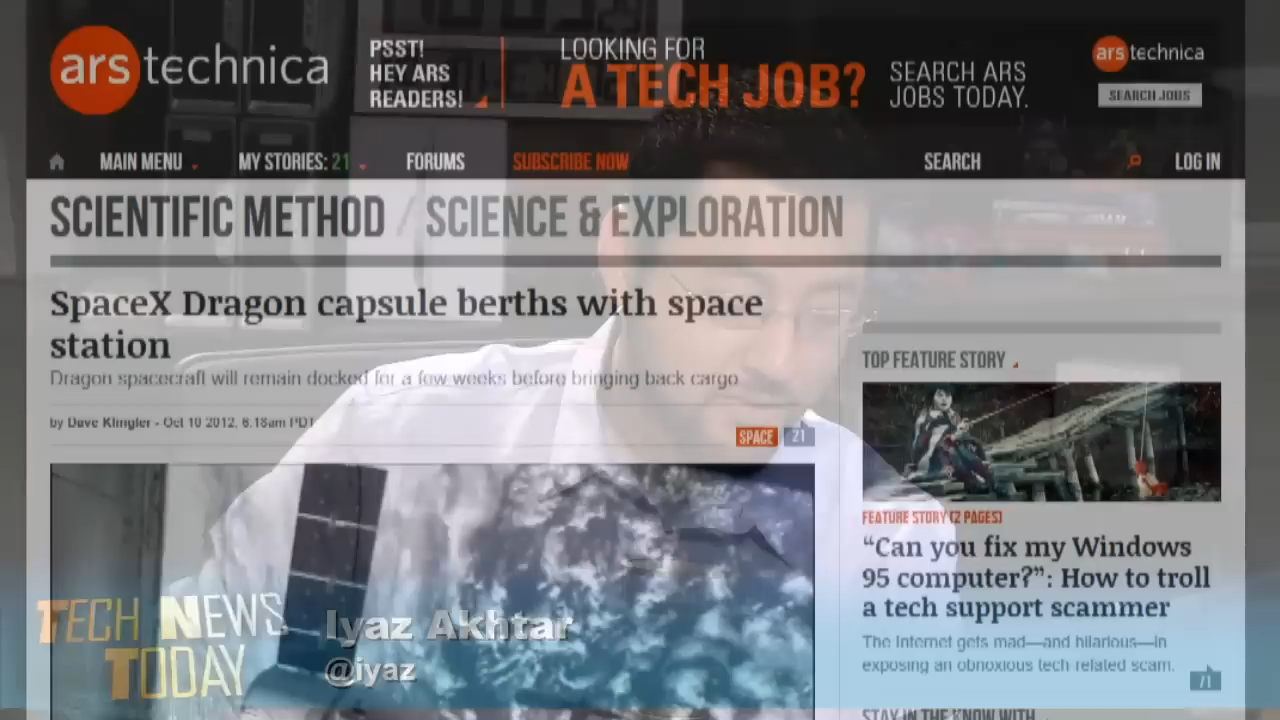 arstechnica
PSST!
HEY ARS
READERS!
LOOKING FOR
A TECH JOB?
SEARCH ARS
JOBS TODAY.
arstechnica
SEARCH JOBS
MAIN MENU
MY STORIES: 21
FORUMS
SUBSCRIBE NOW
SEARCH
LOG IN
SCIENTIFIC METHOD / SCIENCE & EXPLORATION
SpaceX Dragon capsule berths with space
station
Dragon spacecraft will remain docked for a few weeks before bringing back cargo
by Dave Klingler - Oct 10 2012, 6:18am PDT
SPACE 21
TOP FEATURE STORY
FEATURE STORY (2 PAGES)
“Can you fix my Windows
95 computer?”: How to troll
a tech support scammer
The Internet gets mad—and hilarious—in
exposing an obnoxious tech related scam.
71
STAY IN THE KNOW WITH
TECH NEWS
TODAY
Iyaz Akhtar
@iyaz